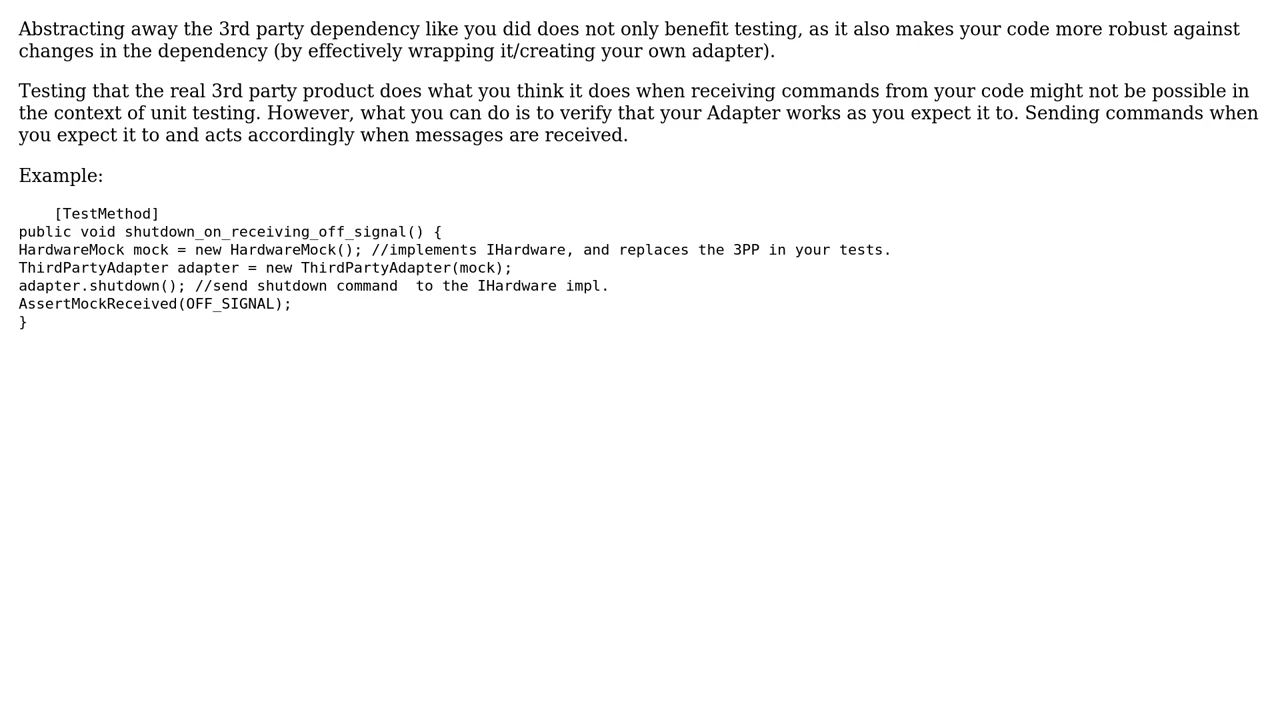 Abstracting away the 3rd party dependency like you did does not only benefit testing, as it also makes your code more robust against
changes in the dependency (by effectively wrapping it/creating your own adapter).
Testing that the real 3rd party product does what you think it does when receiving commands from your code might not be possible in
the context of unit testing. However, what you can do is to verify that your Adapter works as you expect it to. Sending commands when
you expect it to and acts accordingly when messages are received.
Example:
    [TestMethod]
public void shutdown_on_receiving_off_signal() {
HardwareMock mock = new HardwareMock(); //implements IHardware, and replaces the 3PP in your tests.
ThirdPartyAdapter adapter = new ThirdPartyAdapter(mock);
adapter.shutdown(); //send shutdown command  to the IHardware impl.
AssertMockReceived(OFF_SIGNAL);
}